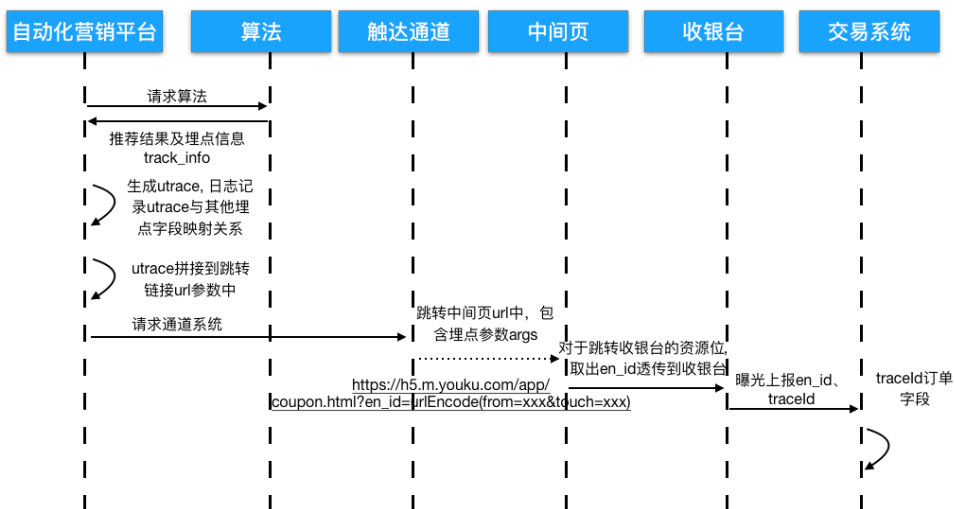 自动化营销平台
算法
触达通道
中间页
收银台
交易系统
请求算法
推荐结果及埋点信息
track_info
生成utrace, 日志记
录utrace与其他埋
点字段映射关系
utrace拼接到跳转
链接url参数中
请求通道系统
跳转中间页url中，包
含埋点参数args
对于跳转收银台的资源位,
取出en_id透传到收银台
https://h5.m.youku.com/app/
coupon.html?en_id=urlEncode(from=xxx&touch=xxx)
曝光上报en_id、
traceId
traceId订单
字段